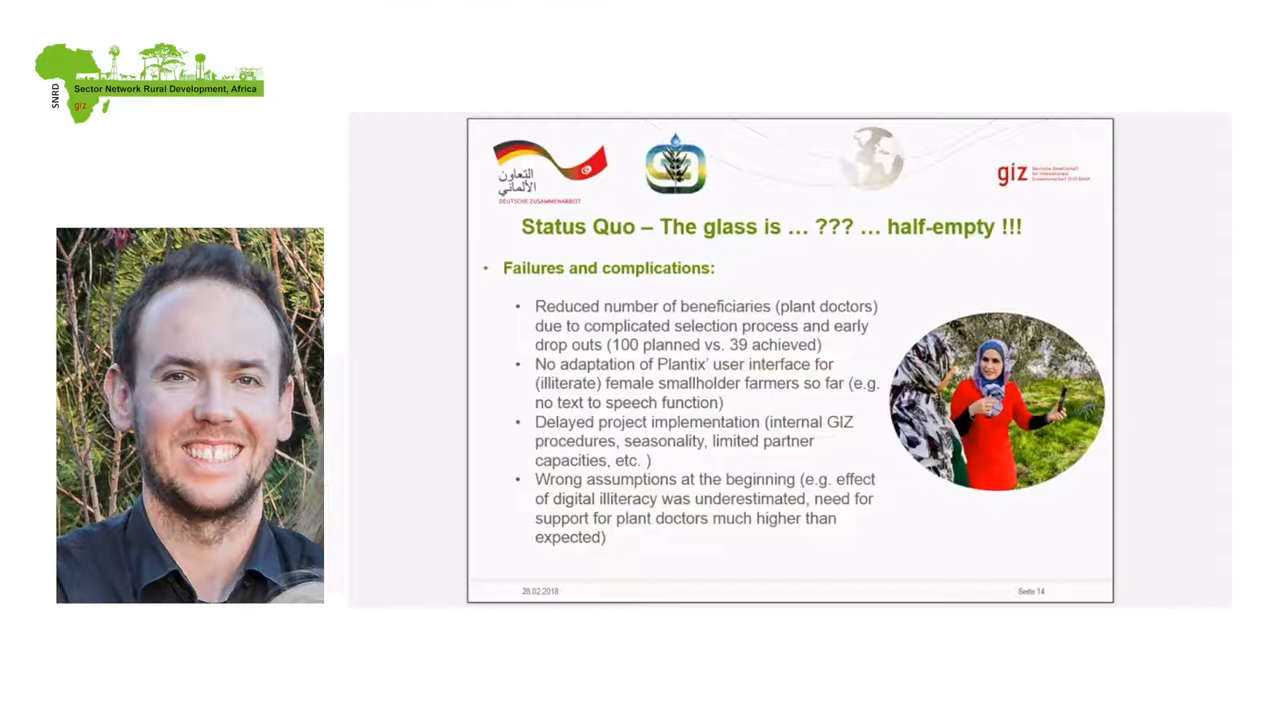 SNRD
Sector Network Rural Development, Africa
giz
التعاون
الألماني
DEUTSCHE ZUSAMMENARBEIT
giz
Deutsche Gesellschaft
für Internationale
Zusammenarbeit (GIZ) GmbH
Status Quo – The glass is … ??? … half-empty !!!
• Failures and complications:
• Reduced number of beneficiaries (plant doctors)
due to complicated selection process and early
drop outs (100 planned vs. 39 achieved)
• No adaptation of Plantix' user interface for
(illiterate) female smallholder farmers so far (e.g.
no text to speech function)
• Delayed project implementation (internal GIZ
procedures, seasonality, limited partner
capacities, etc. )
• Wrong assumptions at the beginning (e.g. effect
of digital illiteracy was underestimated, need for
support for plant doctors much higher than
expected)
28.02.2018
Seite 14